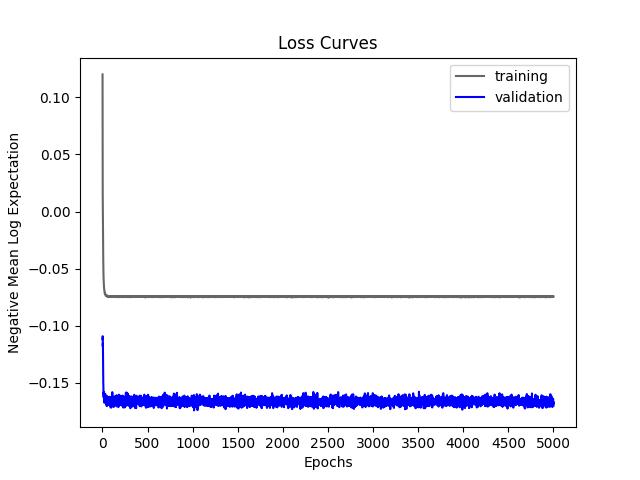 Loss Curves
training
validation
Negative Mean Log Expectation
0.10
0.05
0.00
−0.05
−0.10
−0.15
0 500 1000 1500 2000 2500 3000 3500 4000 4500 5000
Epochs